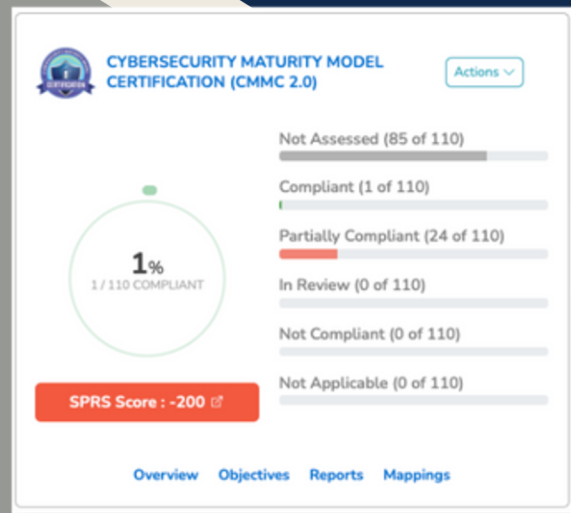 CYBERSECURITY MATURITY MODEL
CERTIFICATION (CMMC 2.0)
Actions
CERTIFICATION
Not Assessed (85 of 110)
Compliant (1 of 110)
Partially Compliant (24 of 110)
1%
1 / 110 COMPLIANT
In Review (0 of 110)
Not Compliant (0 of 110)
Not Applicable (0 of 110)
SPRS Score : -200
Overview Objectives Reports Mappings